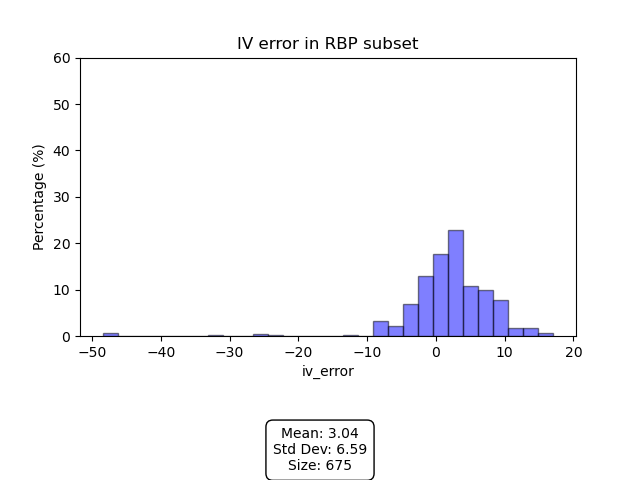 IV error in RBP subset
60
50
40
30
20
10
0
Percentage (%)
−50
−40
−30
−20
−10
0
10
20
iv_error
Mean: 3.04
Std Dev: 6.59
Size: 675